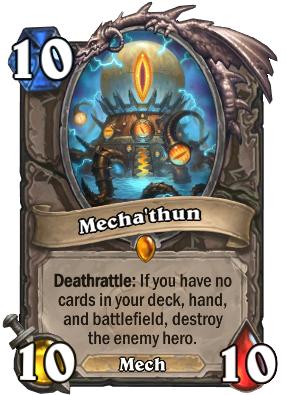 10
Mecha'thun
Deathrattle: If you have no
cards in your deck, hand,
and battlefield, destroy
the enemy hero.
10
Mech
10